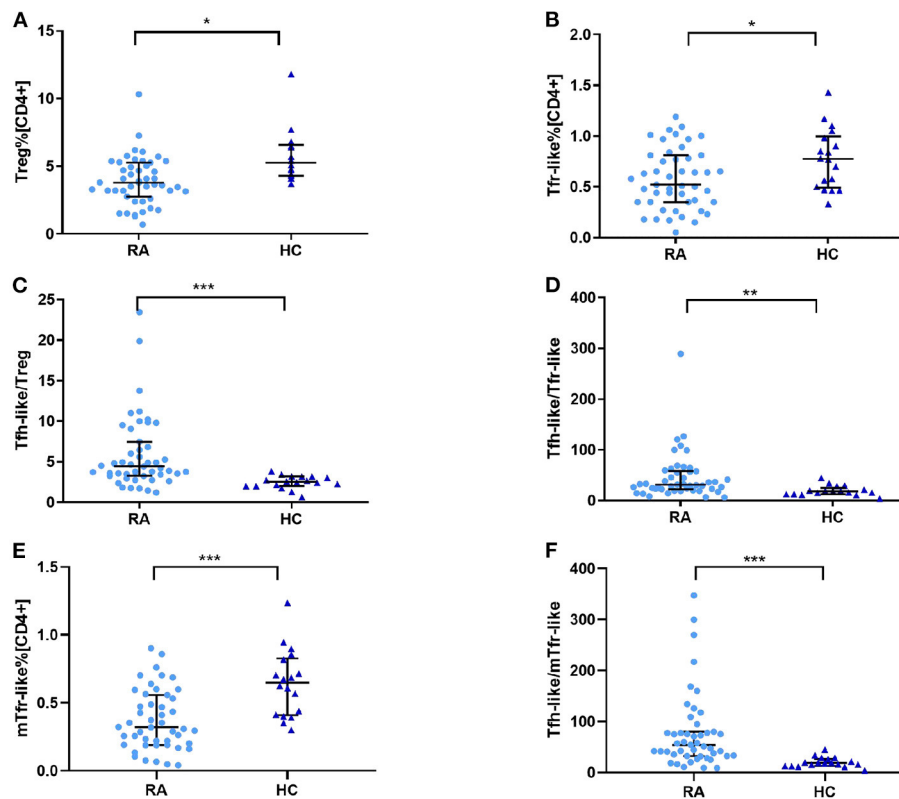 A
Treg%[CD4+]
15
10
5
0
*
RA
HC
B
Tfr-like%[CD4+]
2.0
1.5
1.0
0.5
0.0
*
RA
HC
C
Tfh-like/Treg
25
20
15
10
5
0
***
RA
HC
D
Tfh-like/Tfr-like
400
300
200
100
0
**
RA
HC
E
mTfr-like%[CD4+]
1.5
1.0
0.5
0.0
***
RA
HC
F
Tfh-like/mTfr-like
400
300
200
100
0
***
RA
HC